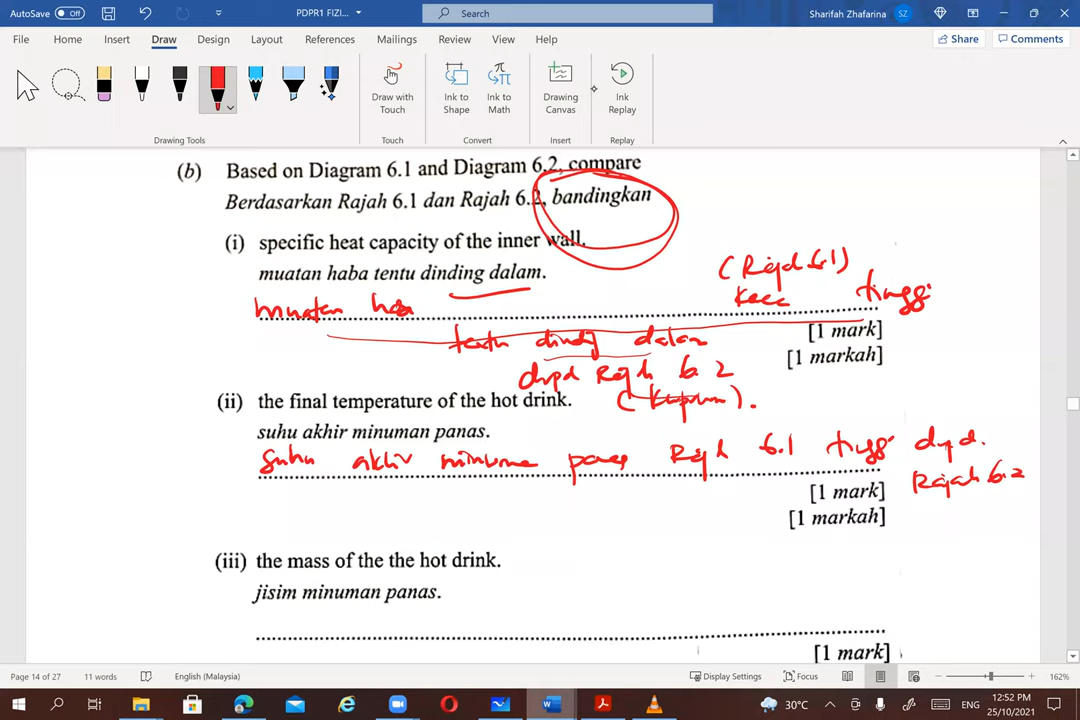 AutoSave Off PDPR1 FIZI... Search Sharifah Zhafarina SZ
File Home Insert Draw Design Layout References Mailings Review View Help Share Comments
Draw with Touch Ink to Shape Ink to Math Drawing Canvas Ink Replay
Drawing Tools Touch Convert Insert Replay
(b) Based on Diagram 6.1 and Diagram 6.2, compare
Berdasarkan Rajah 6.1 dan Rajah 6.2, bandingkan
(i) specific heat capacity of the inner wall.
muatan haba tentu dinding dalam.
(Rajah 6.1)
muatan haba tinggi
tentu dinding dalam
[1 mark]
[1 markah]
drpd Rajah 6.2
(kuprum).
(ii) the final temperature of the hot drink.
suhu akhir minuman panas.
Suhu akhir minuman panas Rajah 6.1 tinggi drpd.
Rajah 6.2
[1 mark]
[1 markah]
(iii) the mass of the the hot drink.
jisim minuman panas.
[1 mark]
Page 14 of 27 11 words English (Malaysia) Display Settings Focus 162%
30°C ENG 12:52 PM
25/10/2021